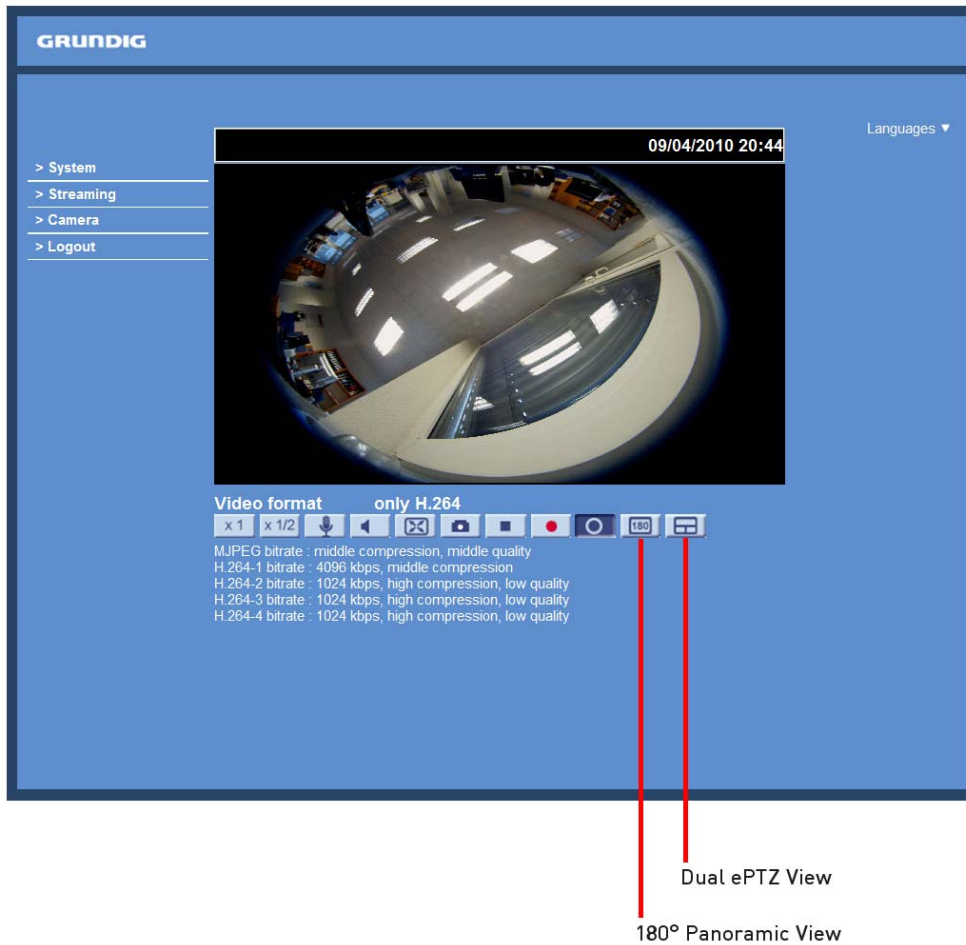 GRUNDIG
Languages ▼
09/04/2010 20:44
> System
> Streaming
> Camera
> Logout
Video format only H.264
x 1 x 1/2 180
MJPEG bitrate : middle compression, middle quality
H.264-1 bitrate : 4096 kbps, middle compression
H.264-2 bitrate : 1024 kbps, high compression, low quality
H.264-3 bitrate : 1024 kbps, high compression, low quality
H.264-4 bitrate : 1024 kbps, high compression, low quality
Dual ePTZ View
180° Panoramic View